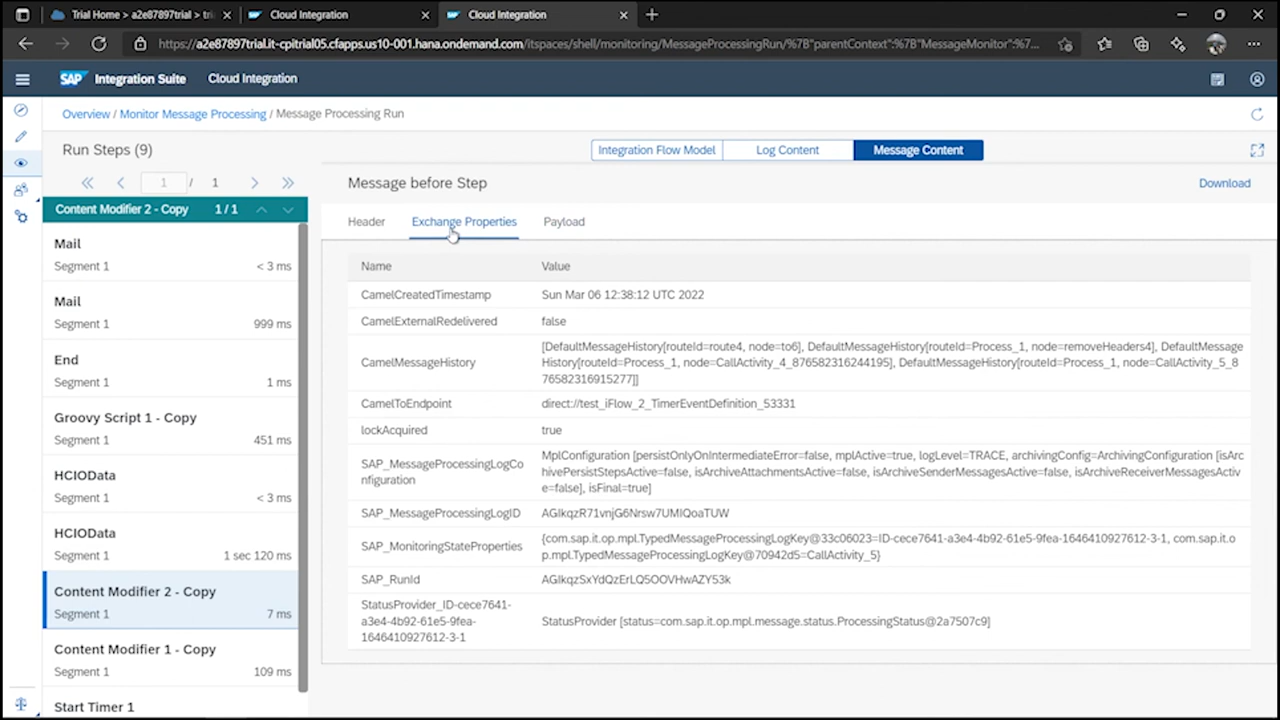 Trial Home > a2e87897trial > tri
Cloud Integration
Cloud Integration
https://a2e87897trial.it-cpitrial05.cfapps.us10-001.hana.ondemand.com/itspaces/shell/monitoring/MessageProcessingRun/%7B"parentContext":%7B"MessageMonitor":%7...
SAP Integration Suite Cloud Integration
Overview / Monitor Message Processing / Message Processing Run
Run Steps (9)
Integration Flow Model Log Content Message Content
1 / 1
Message before Step
Download
Content Modifier 2 - Copy 1 / 1
Header Exchange Properties Payload
Mail
Segment 1 < 3 ms
Mail
Segment 1 999 ms
End
Segment 1 1 ms
Groovy Script 1 - Copy
Segment 1 451 ms
HCIOData
Segment 1 < 3 ms
HCIOData
Segment 1 1 sec 120 ms
Content Modifier 2 - Copy
Segment 1 7 ms
Content Modifier 1 - Copy
Segment 1 109 ms
Start Timer 1
Name Value
CamelCreatedTimestamp Sun Mar 06 12:38:12 UTC 2022
CamelExternalRedelivered false
CamelMessageHistory
[DefaultMessageHistory[routeId=route4, node=to6], DefaultMessageHistory[routeId=Process_1, node=removeHeaders4], DefaultMessage
History[routeId=Process_1, node=CallActivity_4_876582316244195], DefaultMessageHistory[routeId=Process_1, node=CallActivity_5_8
76582316915277]]
CamelToEndpoint direct://test_iFlow_2_TimerEventDefinition_53331
lockAcquired true
SAP_MessageProcessingLogCo
nfiguration
MplConfiguration [persistOnlyOnIntermediateError=false, mplActive=true, logLevel=TRACE, archivingConfig=ArchivingConfiguration [isArc
hivePersistStepsActive=false, isArchiveAttachmentsActive=false, isArchiveSenderMessagesActive=false, isArchiveReceiverMessagesActiv
e=false], isFinal=true]
SAP_MessageProcessingLogID AGIkqzR71vnjG6Nrsw7UMIQoaTUW
SAP_MonitoringStateProperties
{com.sap.it.op.mpl.TypedMessageProcessingLogKey@33c06023=ID-cece7641-a3e4-4b92-61e5-9fea-1646410927612-3-1, com.sap.it.o
p.mpl.TypedMessageProcessingLogKey@70942d5=CallActivity_5}
SAP_RunId AGIkqzSxYdQzErLQ5OOVHwAZY53k
StatusProvider_ID-cece7641-
a3e4-4b92-61e5-9fea-
1646410927612-3-1
StatusProvider [status=com.sap.it.op.mpl.message.status.ProcessingStatus@2a7507c9]